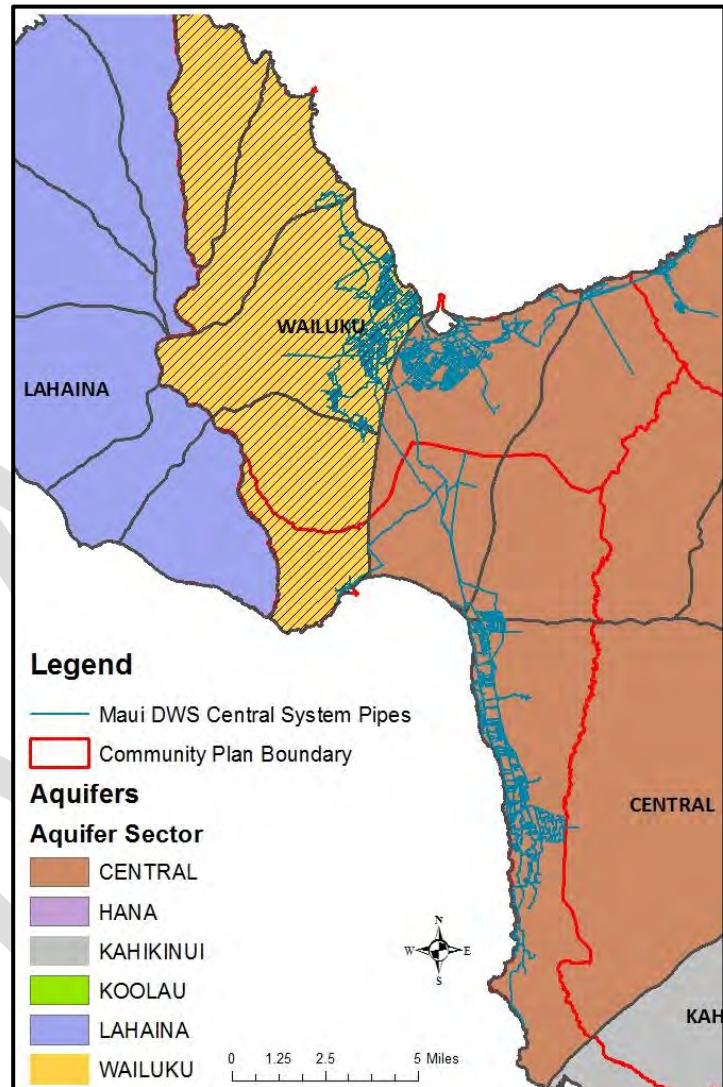 WAILUKU
LAHAINA
CENTRAL
KAH
Legend
Maui DWS Central System Pipes
Community Plan Boundary
Aquifers
Aquifer Sector
CENTRAL
HANA
KAHIKINUI
KOOLAU
LAHAINA
WAILUKU
N
W E
S
0 1.25 2.5 5 Miles